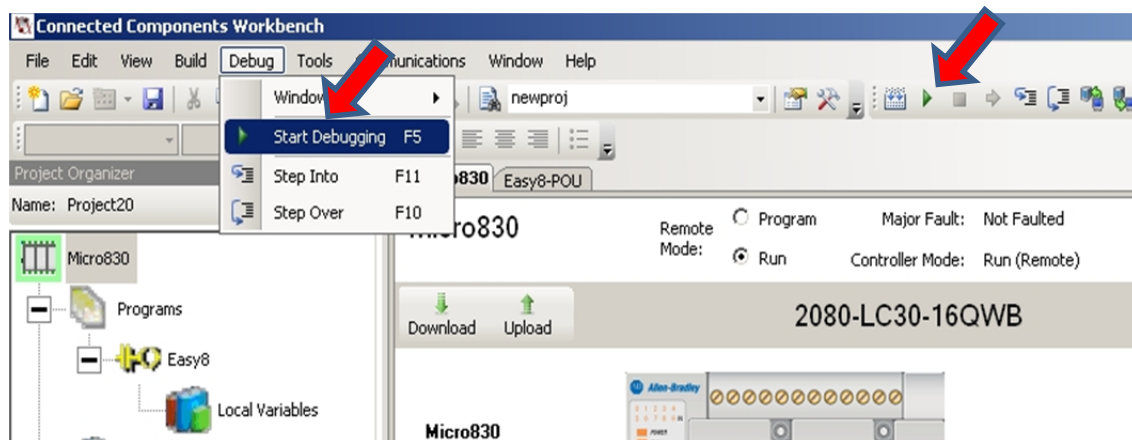 Connected Components Workbench
File Edit View Build Debug Tools munications Window Help
Window newproj
Start Debugging F5
Project Organizer
Step Into F11
830 Easy8-POU
Name: Project20
Step Over F10
Micro830
Remote Mode:
Program
Run
Major Fault: Not Faulted
Controller Mode: Run (Remote)
Micro830
Programs
Download Upload
2080-LC30-16QWB
Easy8
Local Variables
Allen-Bradley
Micro830